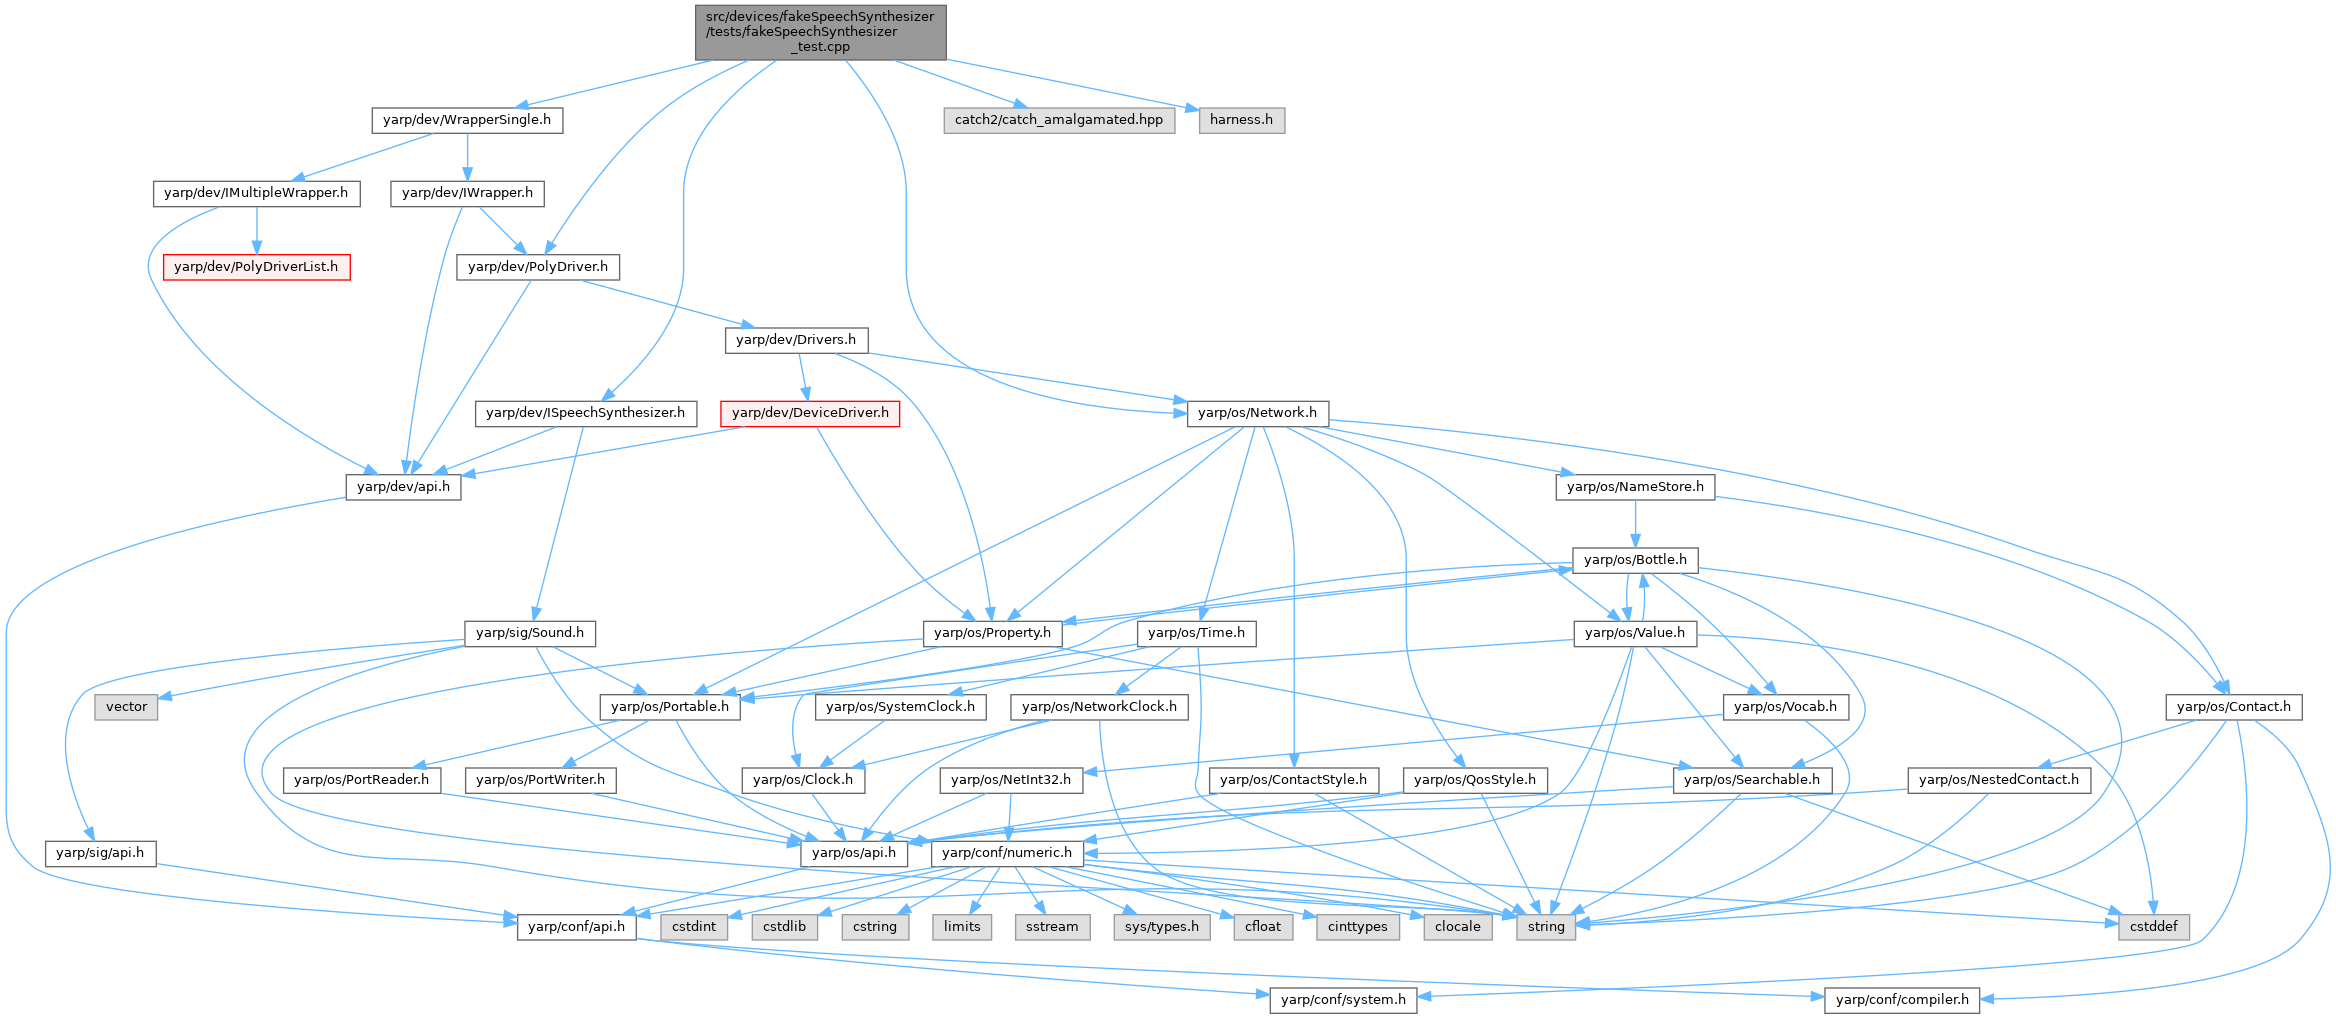 src/devices/fakeSpeechSynthesizer
/tests/fakeSpeechSynthesizer
_test.cpp
yarp/dev/WrapperSingle.h
catch2/catch_amalgamated.hpp
harness.h
yarp/dev/IMultipleWrapper.h
yarp/dev/IWrapper.h
yarp/dev/PolyDriverList.h
yarp/dev/PolyDriver.h
yarp/dev/Drivers.h
yarp/dev/ISpeechSynthesizer.h
yarp/dev/DeviceDriver.h
yarp/os/Network.h
yarp/dev/api.h
yarp/os/NameStore.h
yarp/os/Bottle.h
yarp/sig/Sound.h
yarp/os/Property.h
yarp/os/Time.h
yarp/os/Value.h
vector
yarp/os/Portable.h
yarp/os/SystemClock.h
yarp/os/NetworkClock.h
yarp/os/Vocab.h
yarp/os/Contact.h
yarp/os/PortReader.h
yarp/os/PortWriter.h
yarp/os/Clock.h
yarp/os/NetInt32.h
yarp/os/ContactStyle.h
yarp/os/QosStyle.h
yarp/os/Searchable.h
yarp/os/NestedContact.h
yarp/sig/api.h
yarp/os/api.h
yarp/conf/numeric.h
yarp/conf/api.h
cstdint
cstdlib
cstring
limits
sstream
sys/types.h
cfloat
cinttypes
clocale
string
cstddef
yarp/conf/system.h
yarp/conf/compiler.h